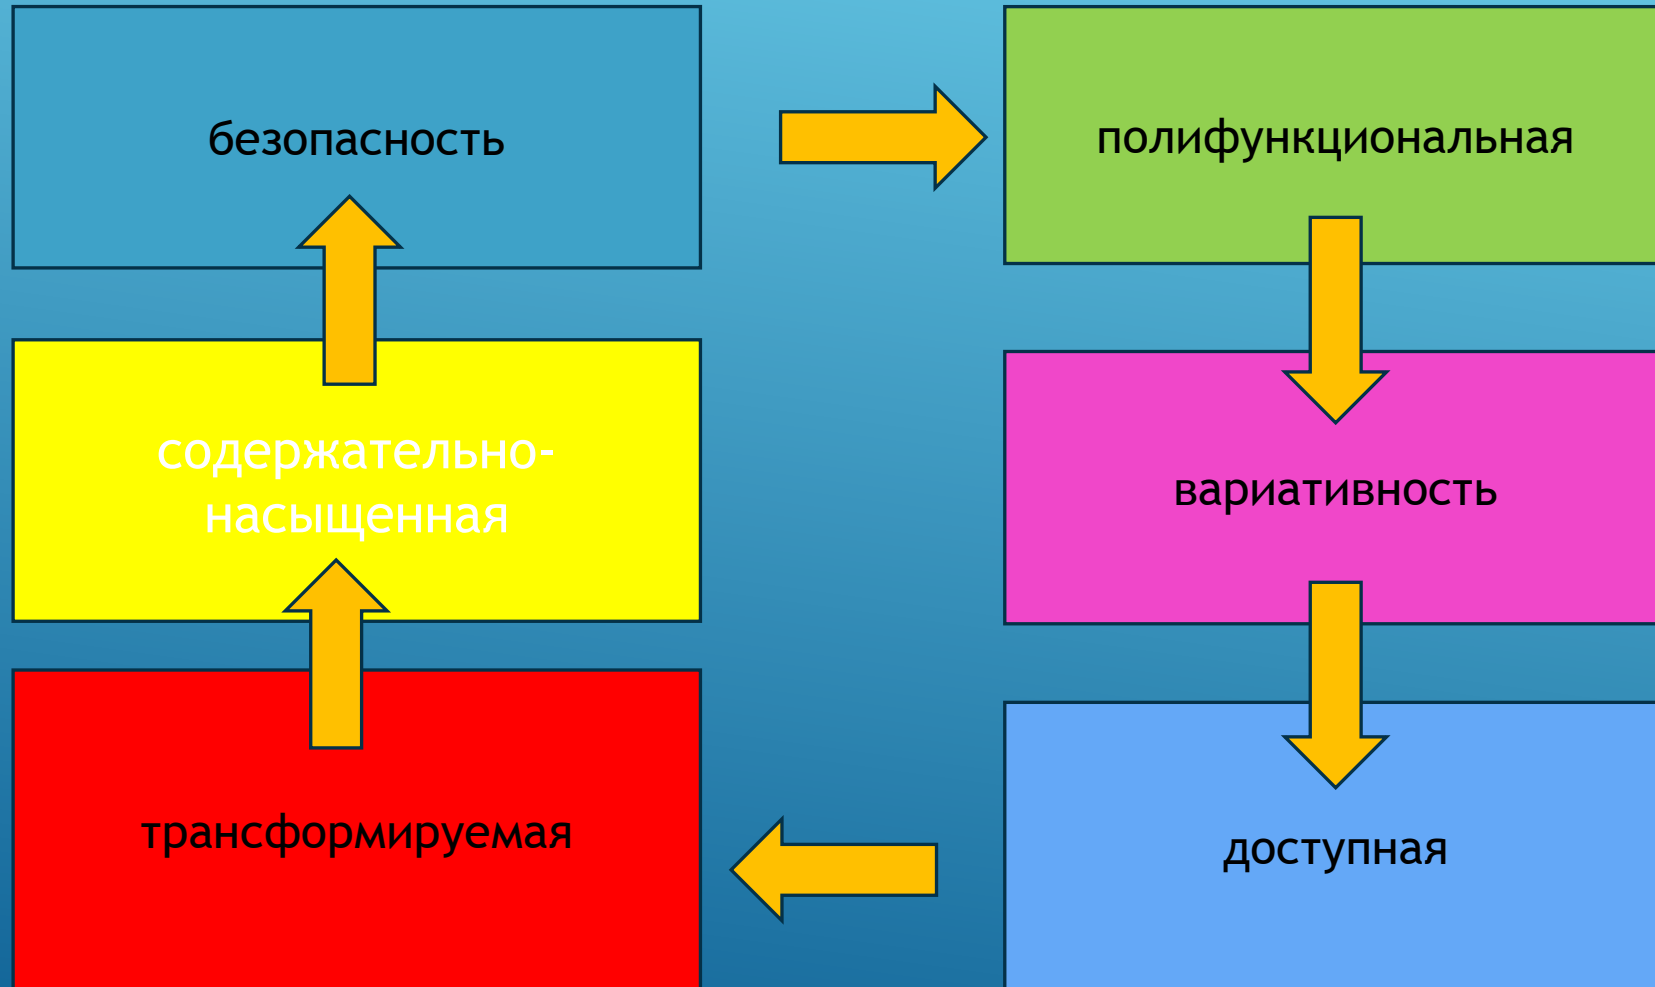 безопасность
полифункциональная
содержательно-
насыщенная
вариативность
трансформируемая
доступная